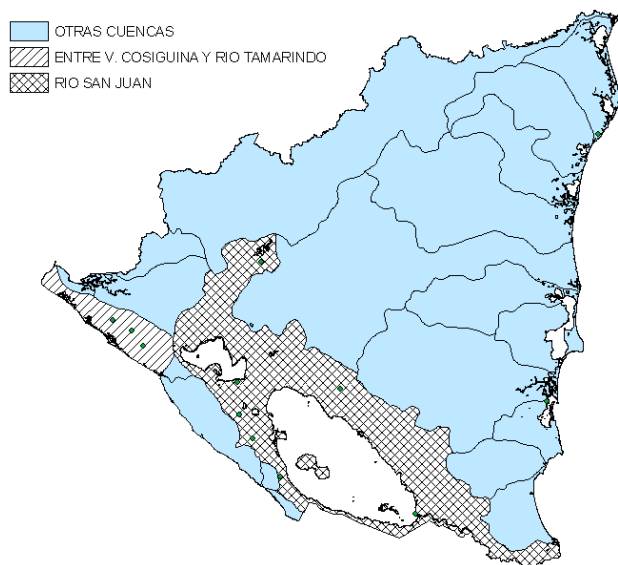 OTRAS CUENCAS
ENTRE V. COSIGUINA Y RIO TAMARINDO
RIO SAN JUAN